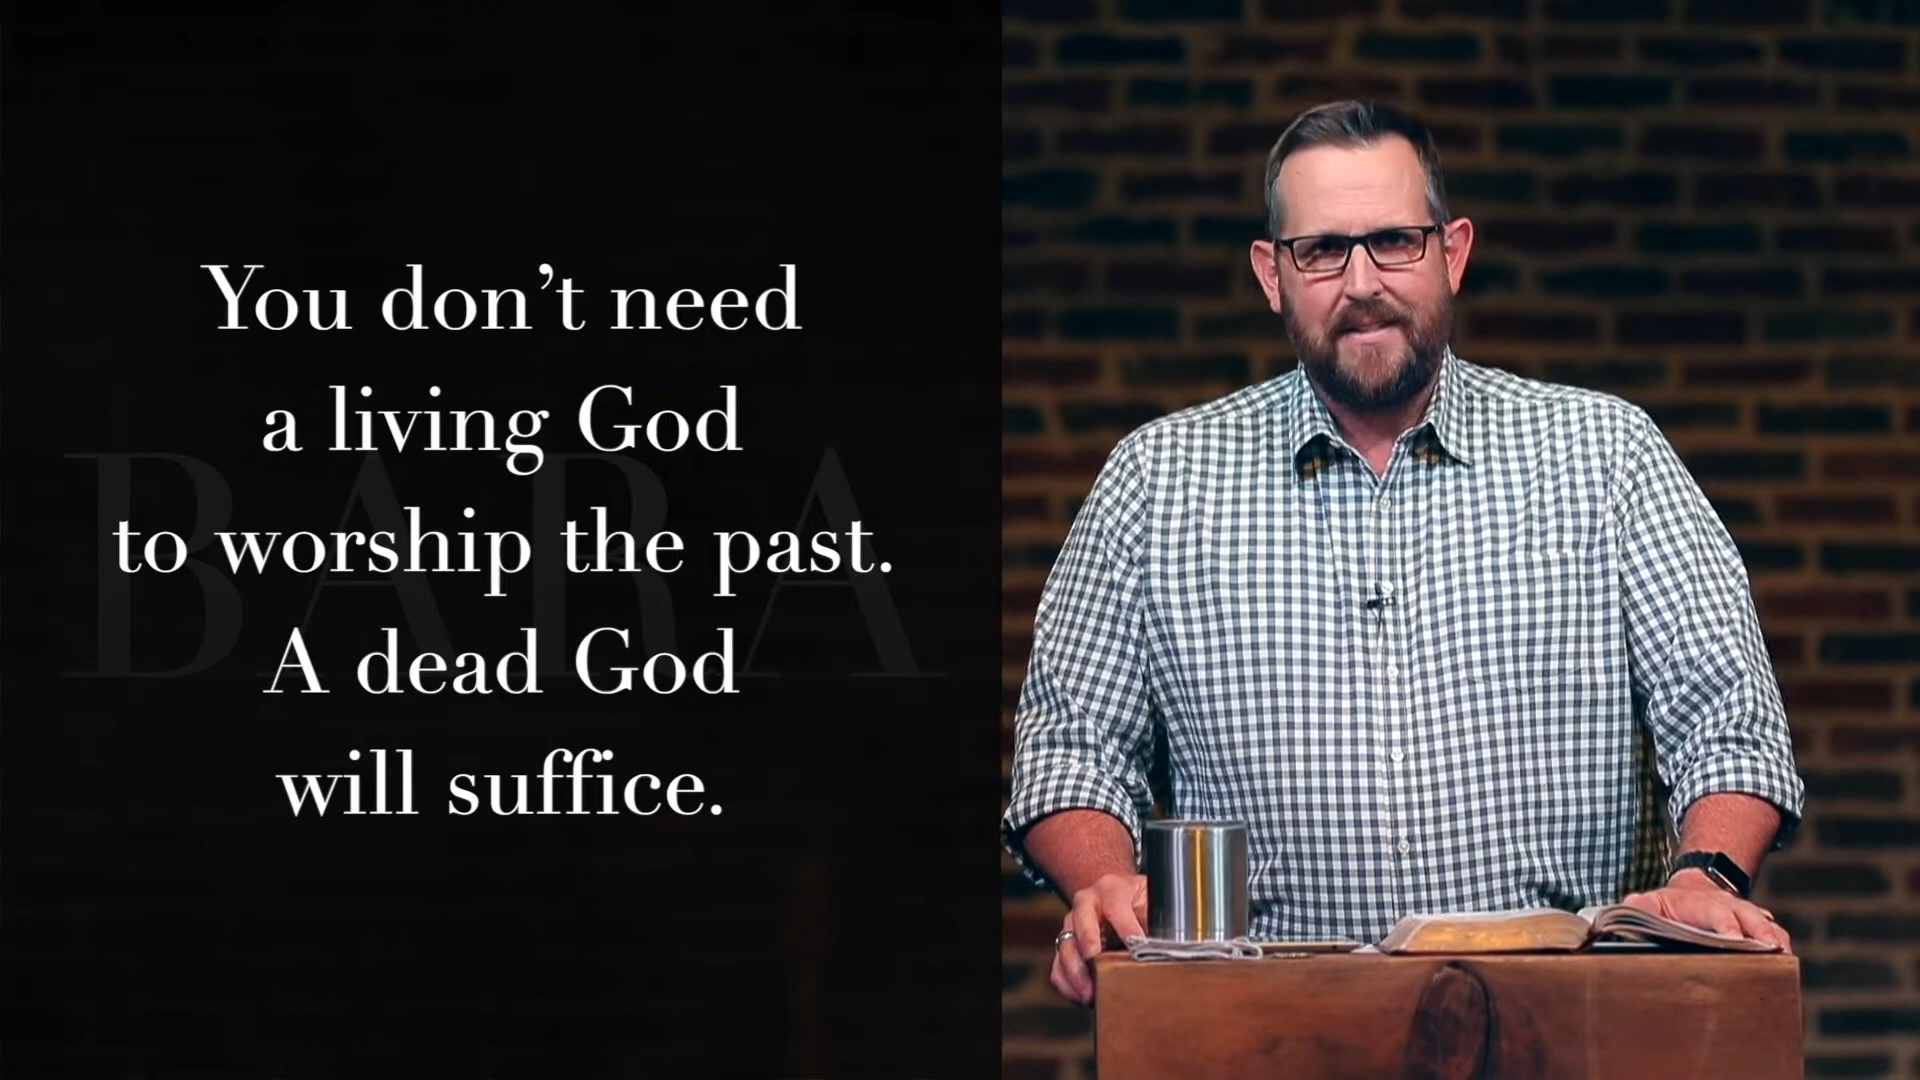 You don’t need
a living God
to worship the past.
A dead God
will suffice.
BARA